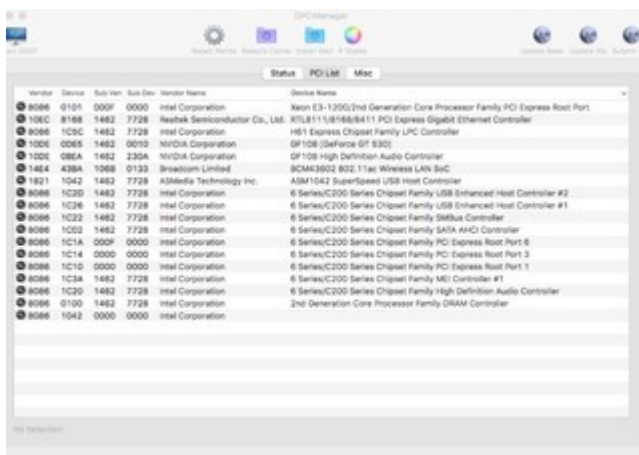 DPCIManager
Status PCI List Misc
Vendor Device Sub Ven Sub Dev Vendor Name Device Name
8086 0101 000F 0000 Intel Corporation Xeon E3-1200/2nd Generation Core Processor Family PCI Express Root Port
10EC 8168 1462 7728 Realtek Semiconductor Co., Ltd. RTL8111/8168/8411 PCI Express Gigabit Ethernet Controller
8086 1C5C 1462 7728 Intel Corporation H61 Express Chipset Family LPC Controller
10DE 0DE5 1462 0010 NVIDIA Corporation GF108 [GeForce GT 530]
10DE 0BEA 1462 230A NVIDIA Corporation GF108 High Definition Audio Controller
14E4 43BA 106B 0133 Broadcom Limited BCM43602 802.11ac Wireless LAN SoC
1B21 1042 1462 7728 ASMedia Technology Inc. ASM1042 SuperSpeed USB Host Controller
8086 1C2D 1462 7728 Intel Corporation 6 Series/C200 Series Chipset Family USB Enhanced Host Controller #2
8086 1C26 1462 7728 Intel Corporation 6 Series/C200 Series Chipset Family USB Enhanced Host Controller #1
8086 1C22 1462 7728 Intel Corporation 6 Series/C200 Series Chipset Family SMBus Controller
8086 1C02 1462 7728 Intel Corporation 6 Series/C200 Series Chipset Family SATA AHCI Controller
8086 1C1A 000F 0000 Intel Corporation 6 Series/C200 Series Chipset Family PCI Express Root Port 6
8086 1C14 0000 0000 Intel Corporation 6 Series/C200 Series Chipset Family PCI Express Root Port 3
8086 1C10 0000 0000 Intel Corporation 6 Series/C200 Series Chipset Family PCI Express Root Port 1
8086 1C3A 1462 7728 Intel Corporation 6 Series/C200 Series Chipset Family MEI Controller #1
8086 1C20 1462 7728 Intel Corporation 6 Series/C200 Series Chipset Family High Definition Audio Controller
8086 0100 1462 7728 Intel Corporation 2nd Generation Core Processor Family DRAM Controller
8086 1042 0000 0000 Intel Corporation
No Selection